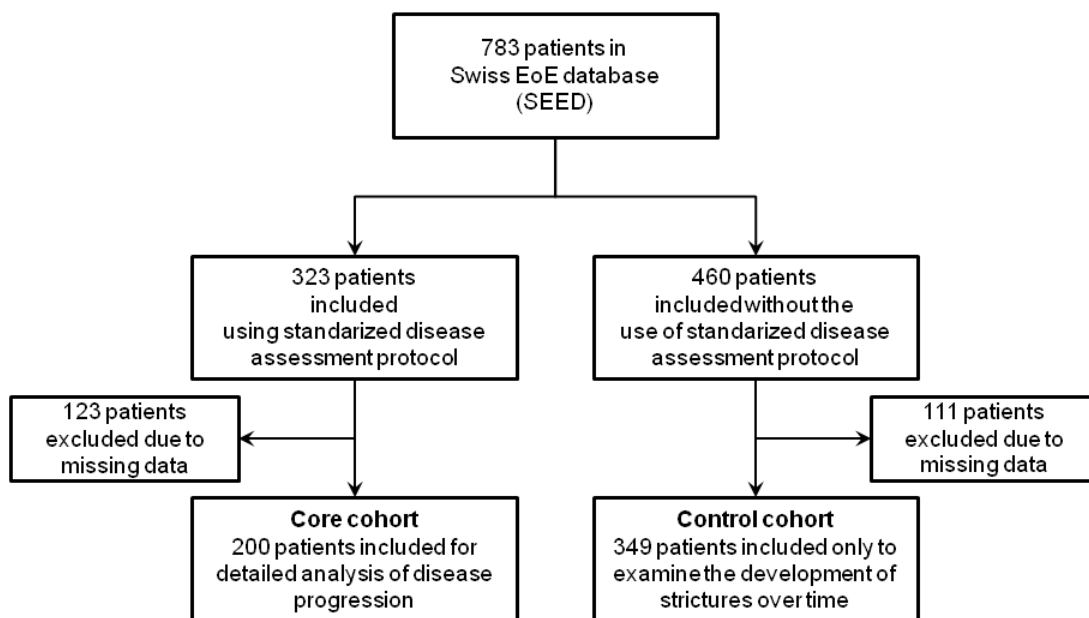 783 patients in
Swiss EoE database
(SEED)
323 patients
included
using standarized disease
assessment protocol
460 patients
included without the
use of standarized disease
assessment protocol
123 patients
excluded due to
missing data
111 patients
excluded due to
missing data
Core cohort
200 patients included for
detailed analysis of disease
progression
Control cohort
349 patients included only to
examine the development of
strictures over time